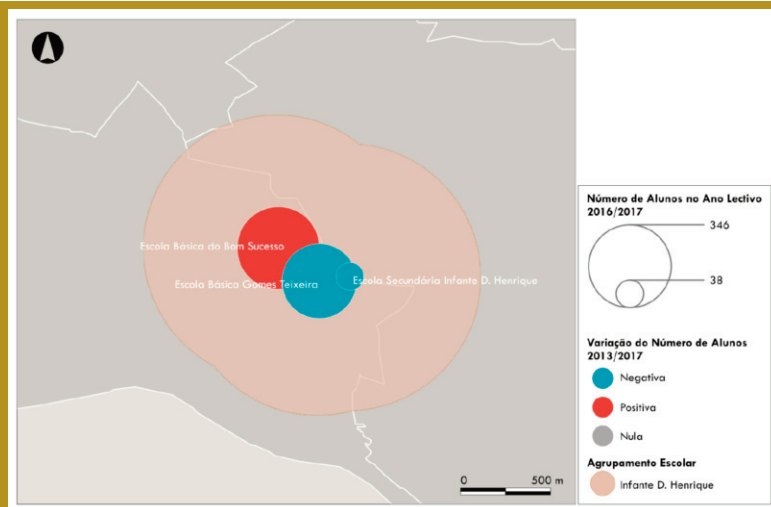 Escola Básica do Bom Sucesso
Escola Básica Gomes Teixeira
Escola Secundária Infante D. Henrique
0 500 m
Número de Alunos no Ano Lectivo
2016/2017
346
38
Variação do Número de Alunos
2013/2017
Negativa
Positiva
Nula
Agrupamento Escolar
Infante D. Henrique